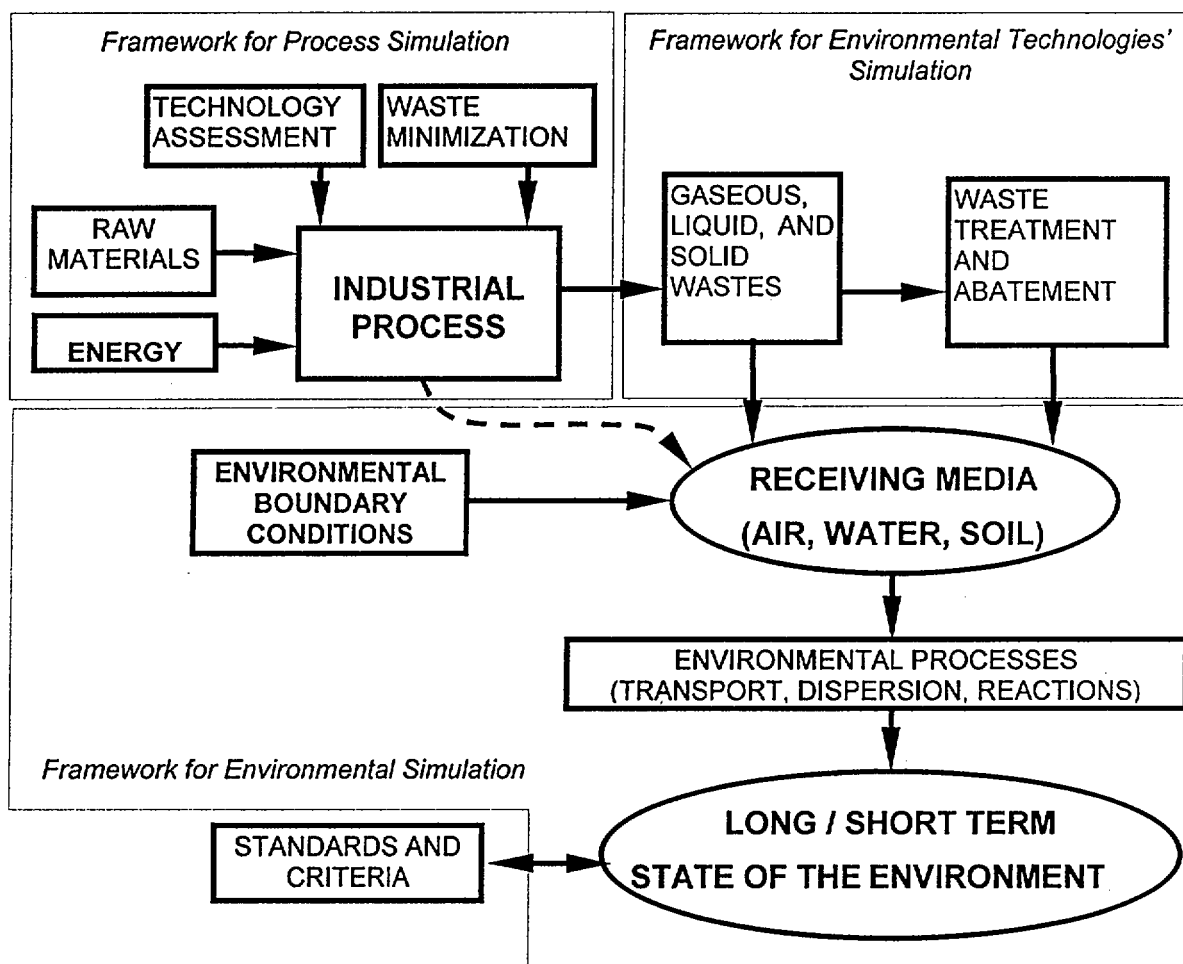 Framework for Process Simulation
Framework for Environmental Technologies'
Simulation
TECHNOLOGY
ASSESSMENT
WASTE
MINIMIZATION
RAW
MATERIALS
ENERGY
INDUSTRIAL
PROCESS
GASEOUS,
LIQUID, AND
SOLID
WASTES
WASTE
TREATMENT
AND
ABATEMENT
ENVIRONMENTAL
BOUNDARY
CONDITIONS
RECEIVING MEDIA
(AIR, WATER, SOIL)
ENVIRONMENTAL PROCESSES
(TRANSPORT, DISPERSION, REACTIONS)
Framework for Environmental Simulation
LONG / SHORT TERM
STATE OF THE ENVIRONMENT
STANDARDS AND
CRITERIA